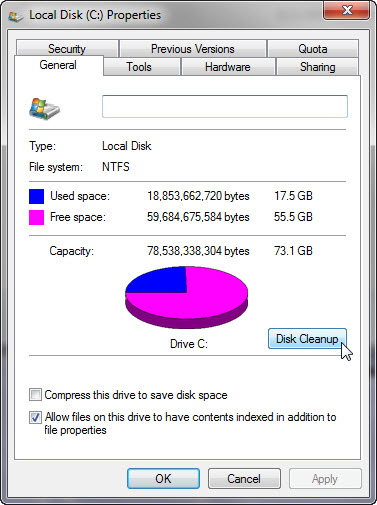 Local Disk (C:) Properties
Security Previous Versions Quota
General Tools Hardware Sharing
Type: Local Disk
File system: NTFS
Used space: 18,853,662,720 bytes 17.5 GB
Free space: 59,684,675,584 bytes 55.5 GB
Capacity: 78,538,338,304 bytes 73.1 GB
Drive C:
Disk Cleanup
Compress this drive to save disk space
Allow files on this drive to have contents indexed in addition to
file properties
OK Cancel Apply